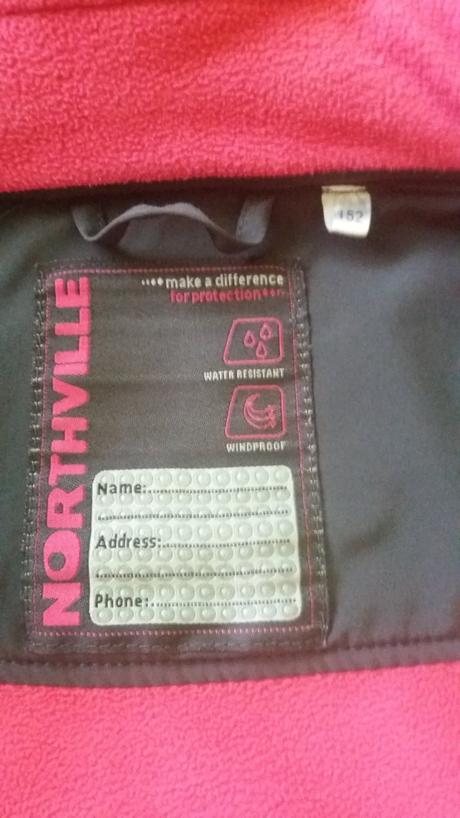 152
NORTHVILLE
make a difference
for protection
WATER RESISTANT
WINDPROOF
Name:
Address:
Phone: